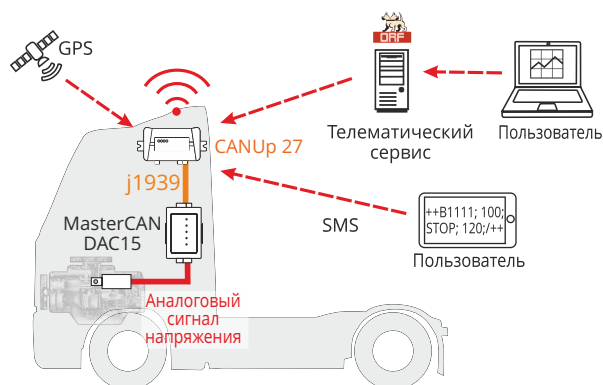 GPS
ORF
CANUp 27
Телематический
сервис
Пользователь
j1939
MasterCAN
DAC15
SMS
++B1111; 100;
STOP; 120;/++
Пользователь
Аналоговый
сигнал
напряжения